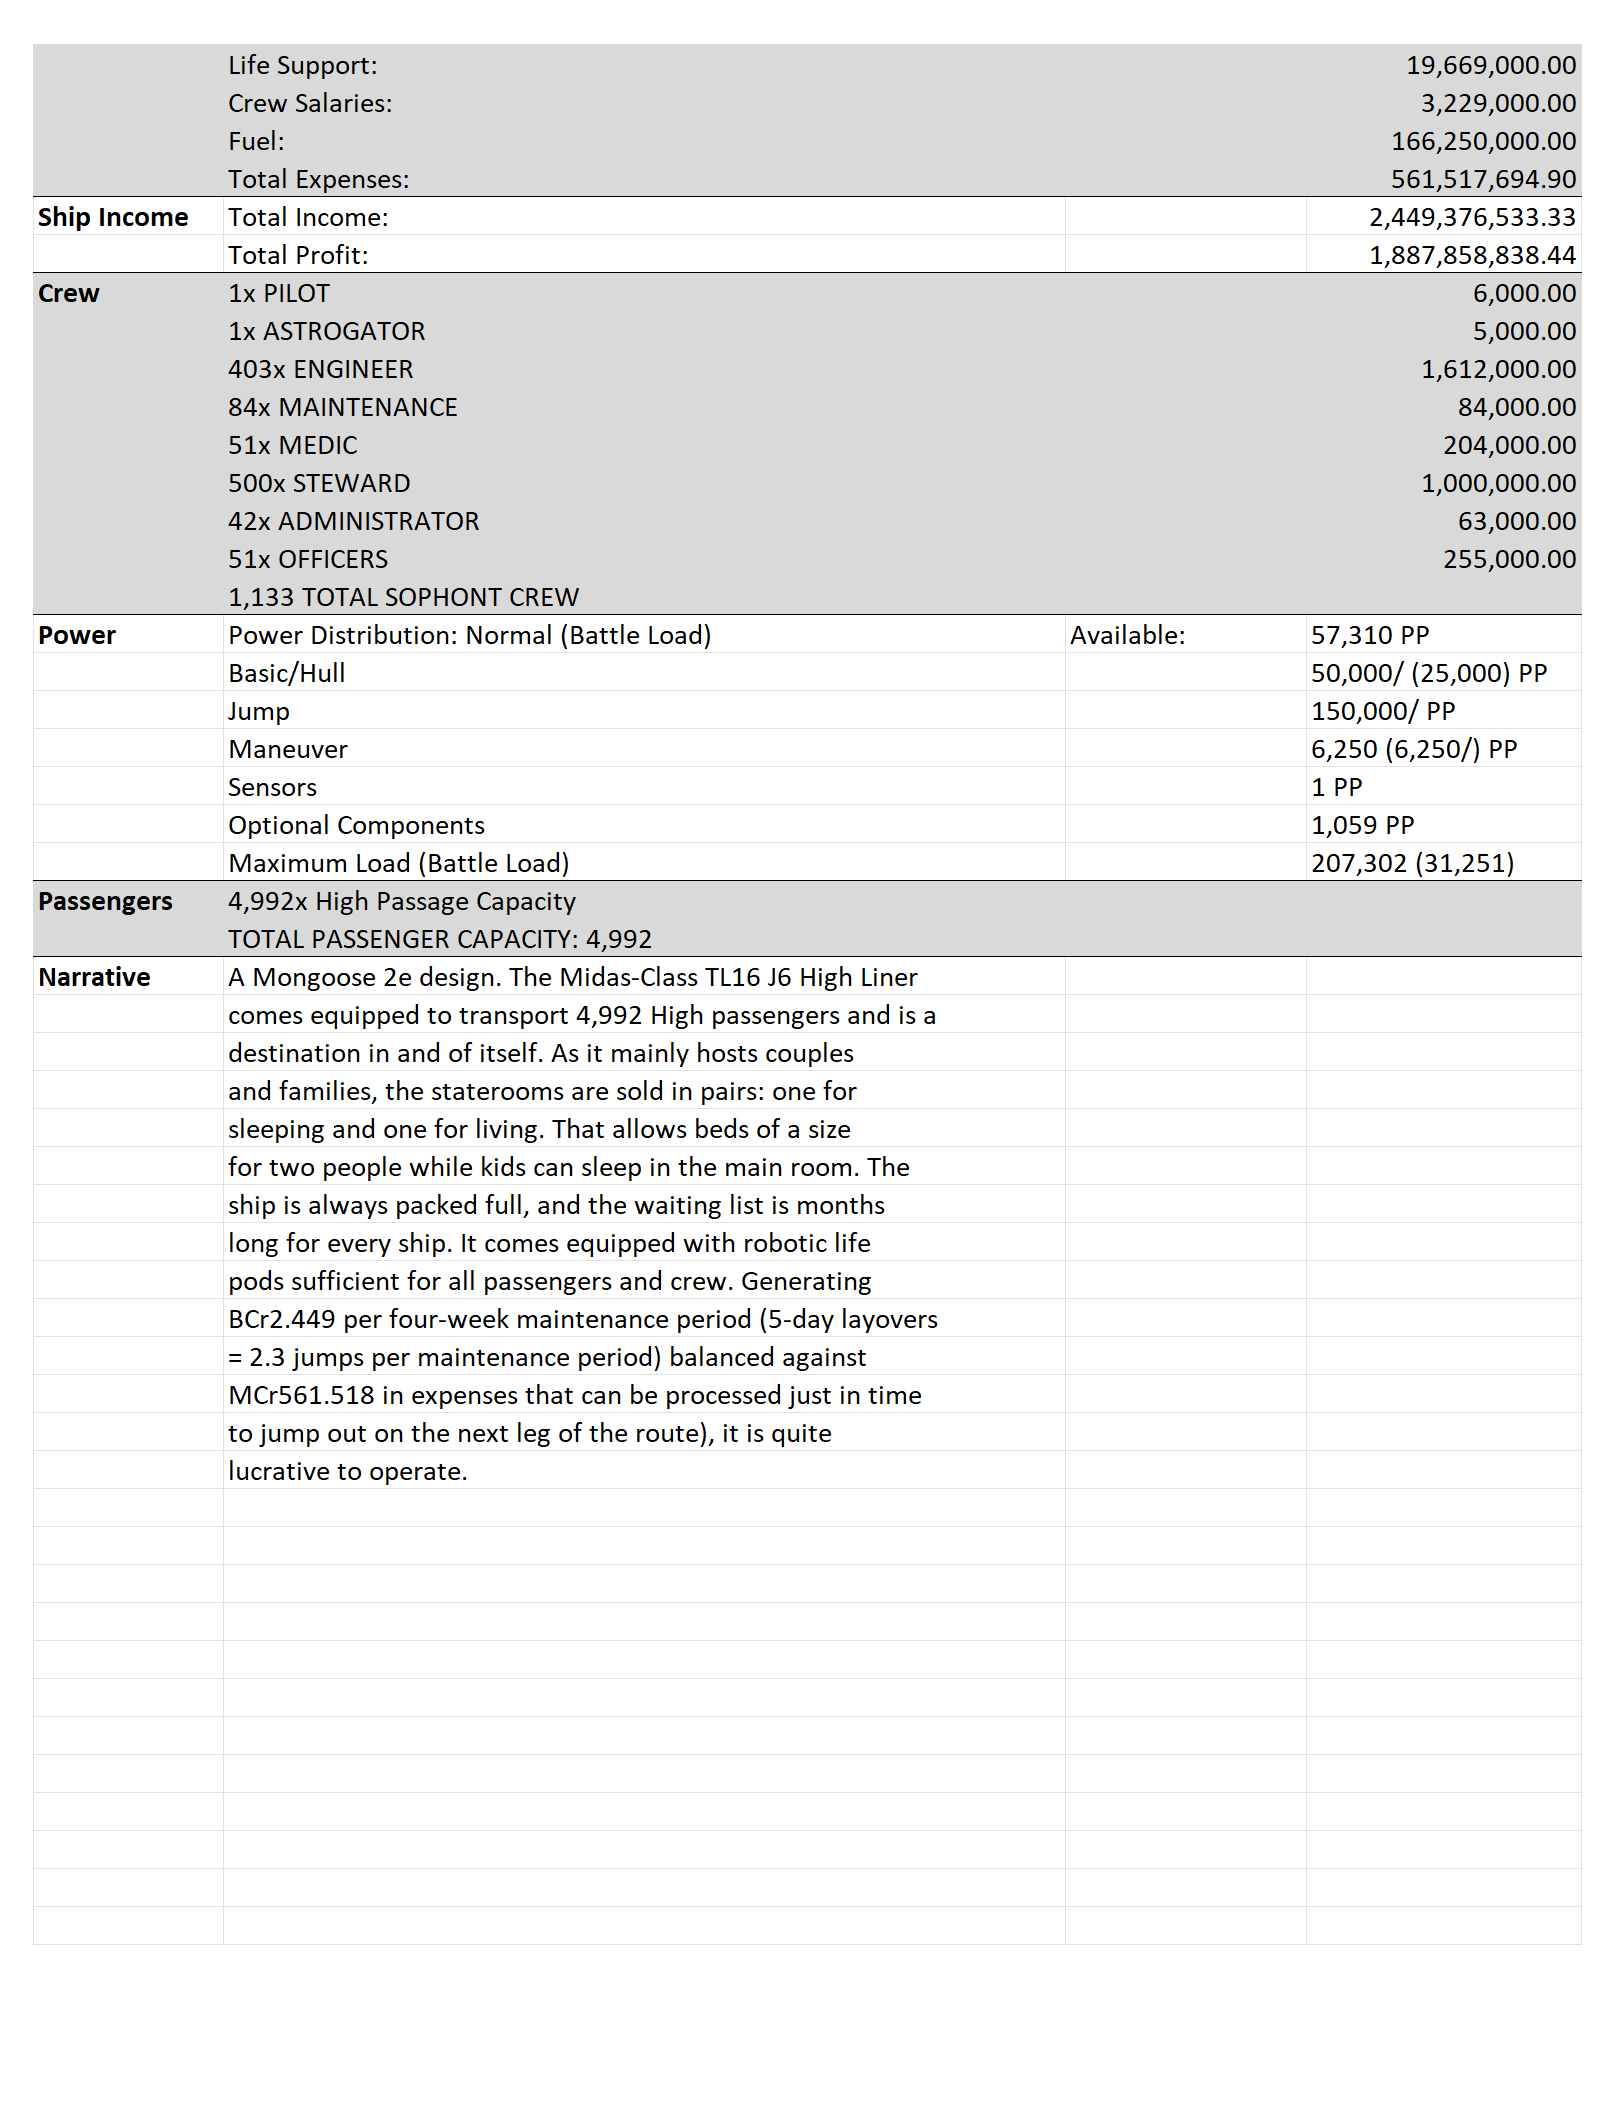 Life Support: 19,669,000.00
Crew Salaries: 3,229,000.00
Fuel: 166,250,000.00
Total Expenses: 561,517,694.90
Ship Income Total Income: 2,449,376,533.33
Total Profit: 1,887,858,838.44
Crew 1x PILOT 6,000.00
1x ASTROGATOR 5,000.00
403x ENGINEER 1,612,000.00
84x MAINTENANCE 84,000.00
51x MEDIC 204,000.00
500x STEWARD 1,000,000.00
42x ADMINISTRATOR 63,000.00
51x OFFICERS 255,000.00
1,133 TOTAL SOPHONT CREW
Power Power Distribution: Normal (Battle Load) Available: 57,310 PP
Basic/Hull 50,000/ (25,000) PP
Jump 150,000/ PP
Maneuver 6,250 (6,250/) PP
Sensors 1 PP
Optional Components 1,059 PP
Maximum Load (Battle Load) 207,302 (31,251)
Passengers 4,992x High Passage Capacity
TOTAL PASSENGER CAPACITY: 4,992
Narrative A Mongoose 2e design. The Midas-Class TL16 J6 High Liner
comes equipped to transport 4,992 High passengers and is a
destination in and of itself. As it mainly hosts couples
and families, the staterooms are sold in pairs: one for
sleeping and one for living. That allows beds of a size
for two people while kids can sleep in the main room. The
ship is always packed full, and the waiting list is months
long for every ship. It comes equipped with robotic life
pods sufficient for all passengers and crew. Generating
BCr2.449 per four-week maintenance period (5-day layovers
= 2.3 jumps per maintenance period) balanced against
MCr561.518 in expenses that can be processed just in time
to jump out on the next leg of the route), it is quite
lucrative to operate.